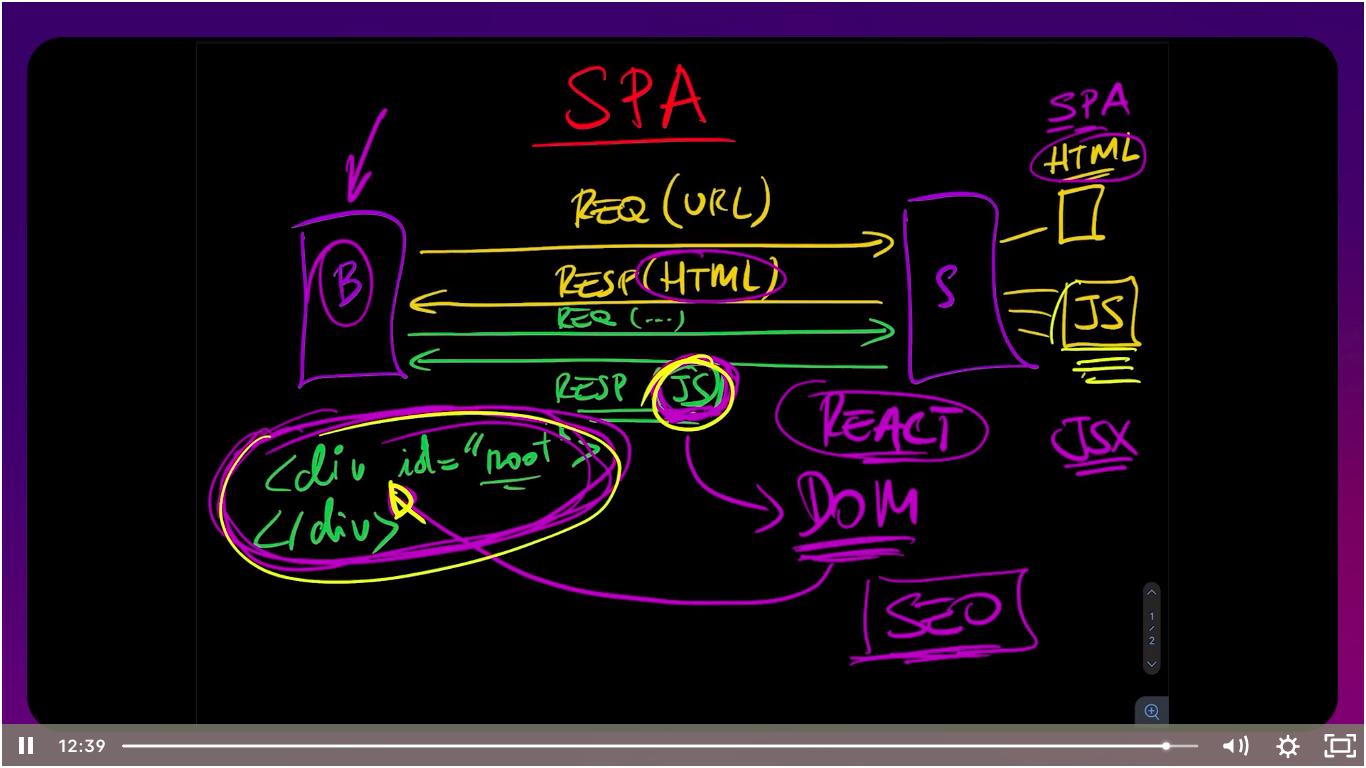 SPA
SPA
HTML
REQ (URL)
B
RESP (HTML)
S
REQ (...)
JS
RESP (JS)
REACT
JSX
<div id="root">
</div>
DOM
SEO
1
/
2
12:39